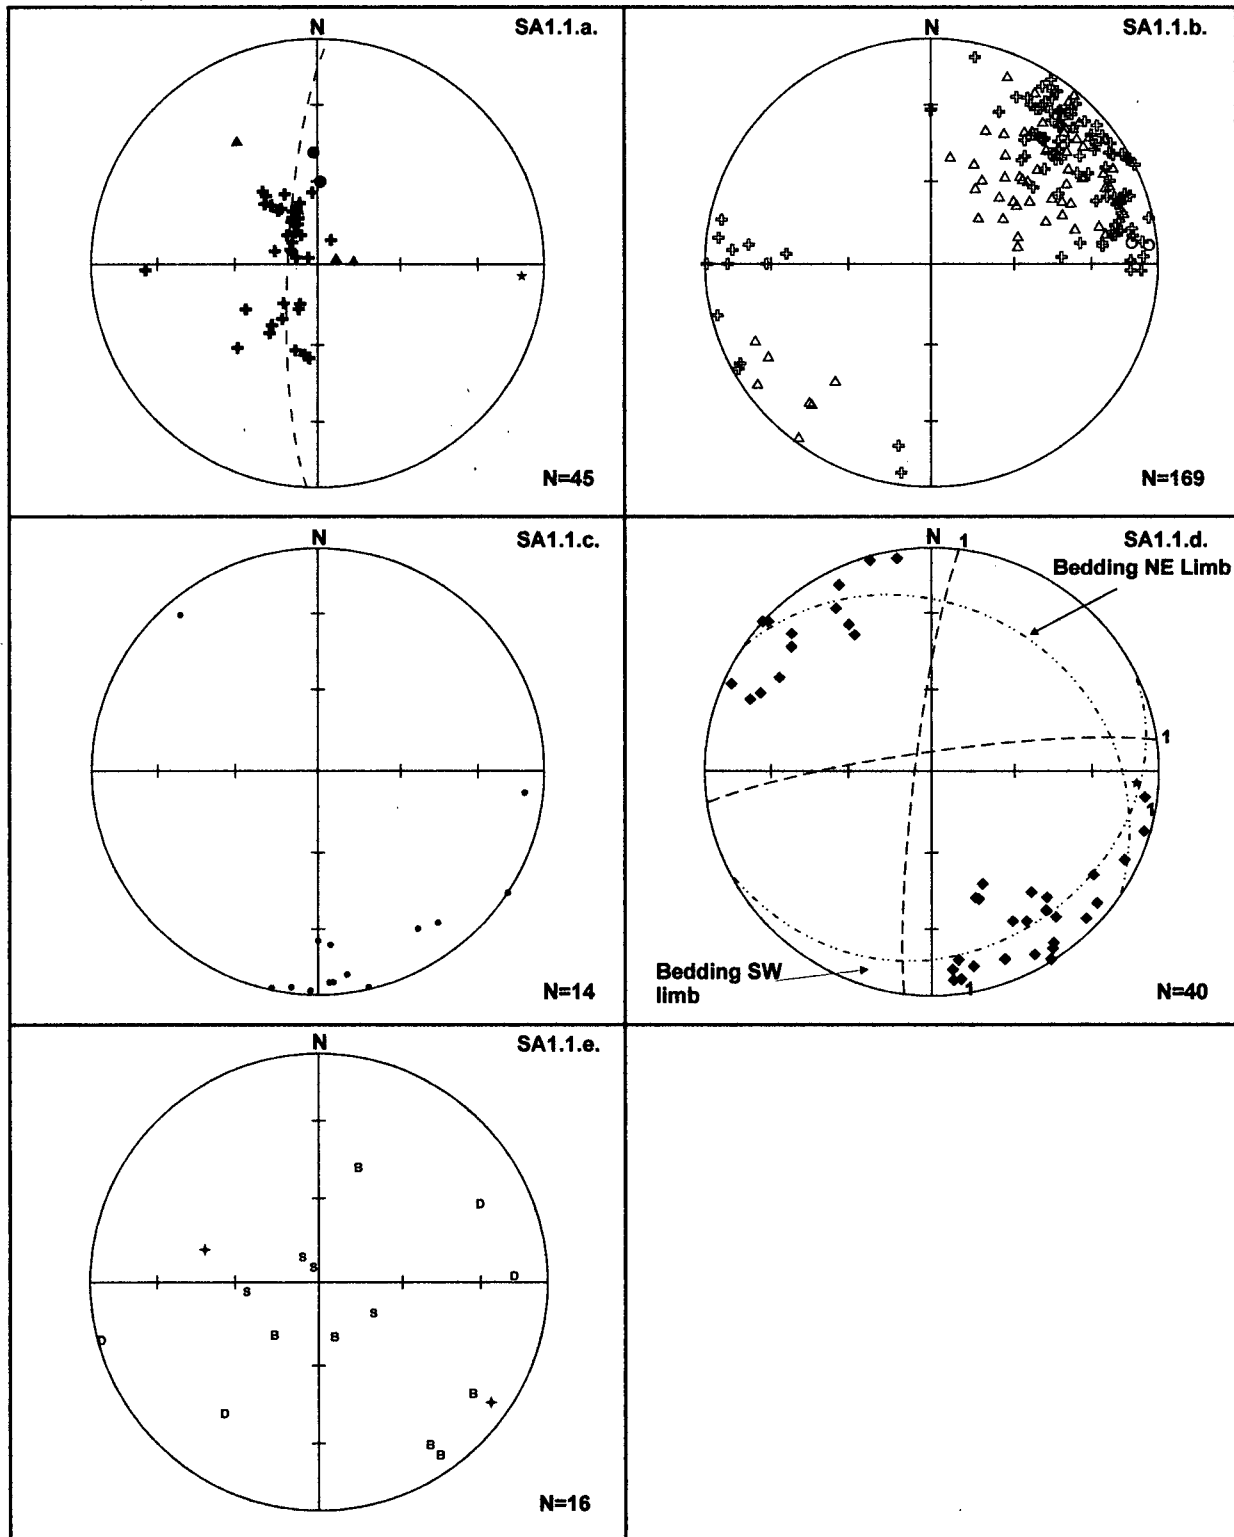 N
SA1.1.a.
N=45
N
SA1.1.b.
N=169
N
SA1.1.c.
N=14
N
1
SA1.1.d.
Bedding NE Limb
1
1
Bedding SW
limb
1
N=40
N
SA1.1.e.
B
D
S
S
D
S
S
B
B
D
B
D
B
B
N=16